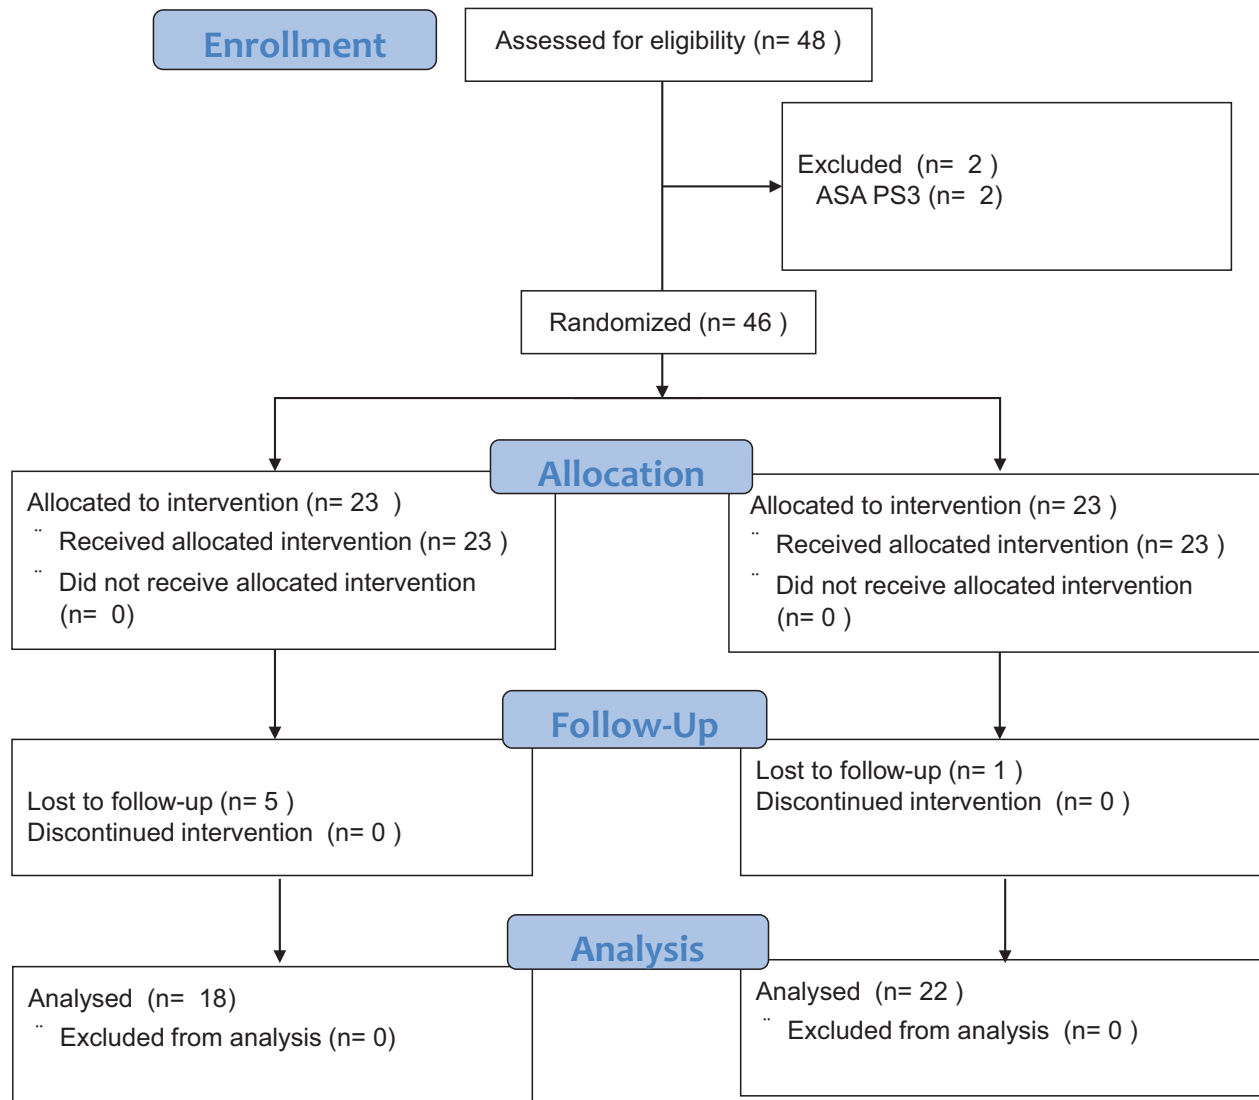 Enrollment
Assessed for eligibility (n= 48 )
Excluded (n= 2 )
ASA PS3 (n= 2)
Randomized (n= 46 )
Allocation
Allocated to intervention (n= 23 )
¨ Received allocated intervention (n= 23 )
¨ Did not receive allocated intervention
(n= 0)
Allocated to intervention (n= 23 )
¨ Received allocated intervention (n= 23 )
¨ Did not receive allocated intervention
(n= 0 )
Follow-Up
Lost to follow-up (n= 5 )
Discontinued intervention (n= 0 )
Lost to follow-up (n= 1 )
Discontinued intervention (n= 0 )
Analysis
Analysed (n= 18)
¨ Excluded from analysis (n= 0)
Analysed (n= 22 )
¨ Excluded from analysis (n= 0 )